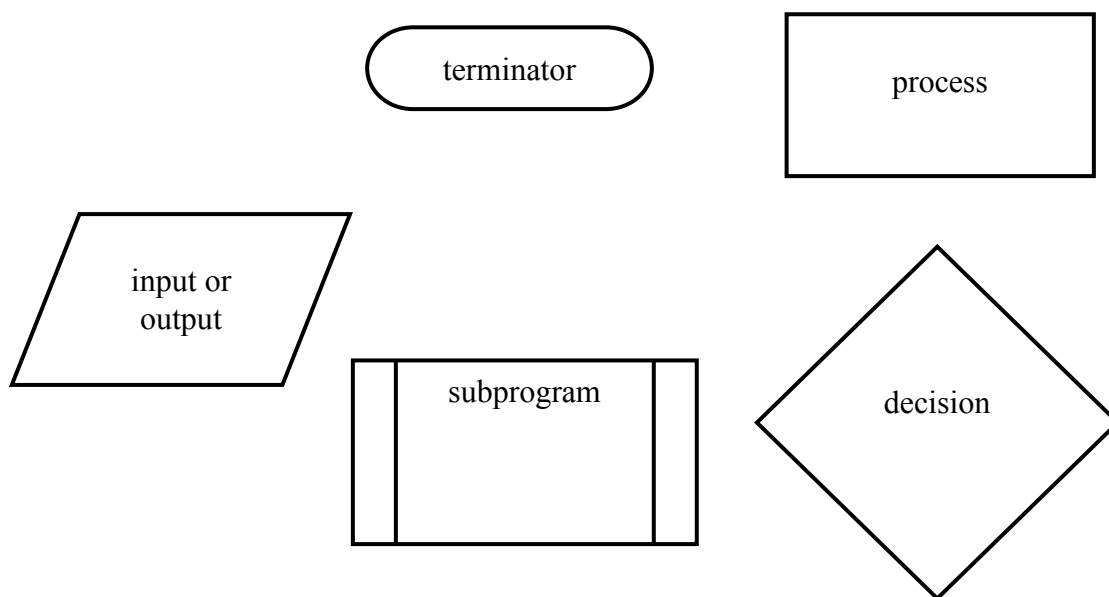 terminator
process
input or
output
subprogram
decision